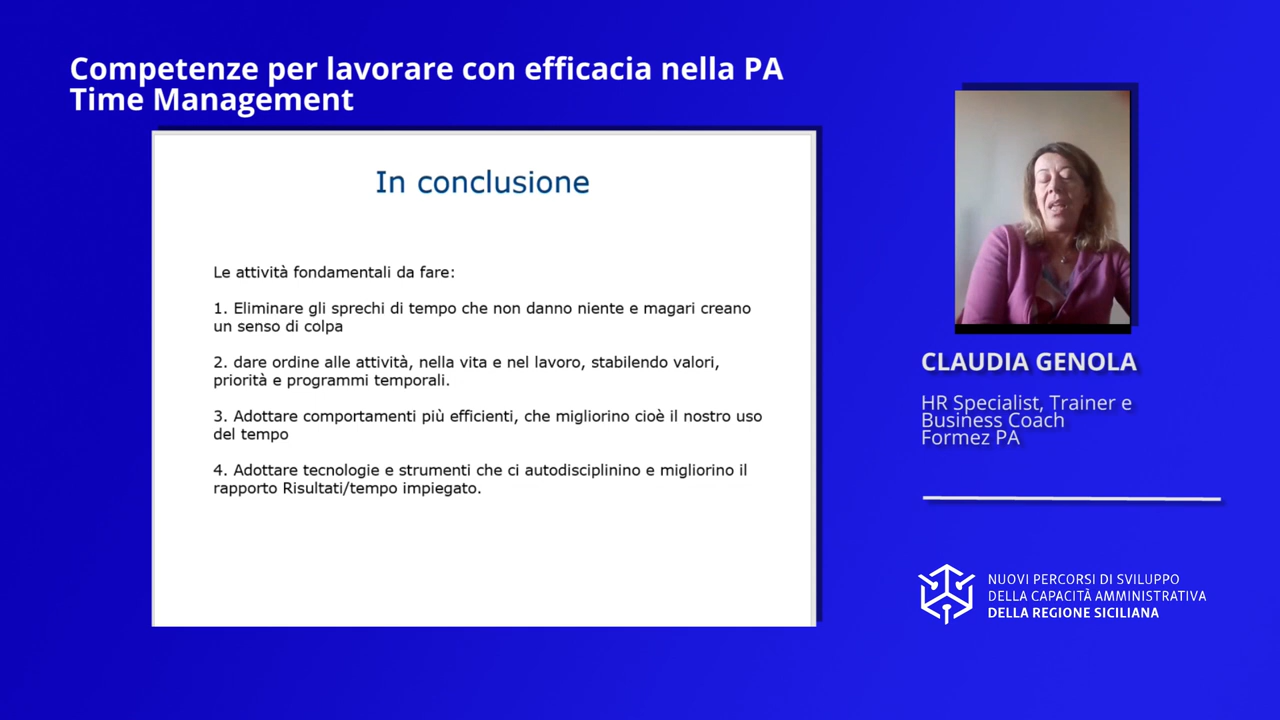 Competenze per lavorare con efficacia nella PA
Time Management
In conclusione
Le attività fondamentali da fare:
1. Eliminare gli sprechi di tempo che non danno niente e magari creano
un senso di colpa
2. dare ordine alle attività, nella vita e nel lavoro, stabilendo valori,
priorità e programmi temporali.
3. Adottare comportamenti più efficienti, che migliorino cioè il nostro uso
del tempo
4. Adottare tecnologie e strumenti che ci autodisciplinino e migliorino il
rapporto Risultati/tempo impiegato.
CLAUDIA GENOLA
HR Specialist, Trainer e
Business Coach
Formez PA
NUOVI PERCORSI DI SVILUPPO
DELLA CAPACITÀ AMMINISTRATIVA
DELLA REGIONE SICILIANA